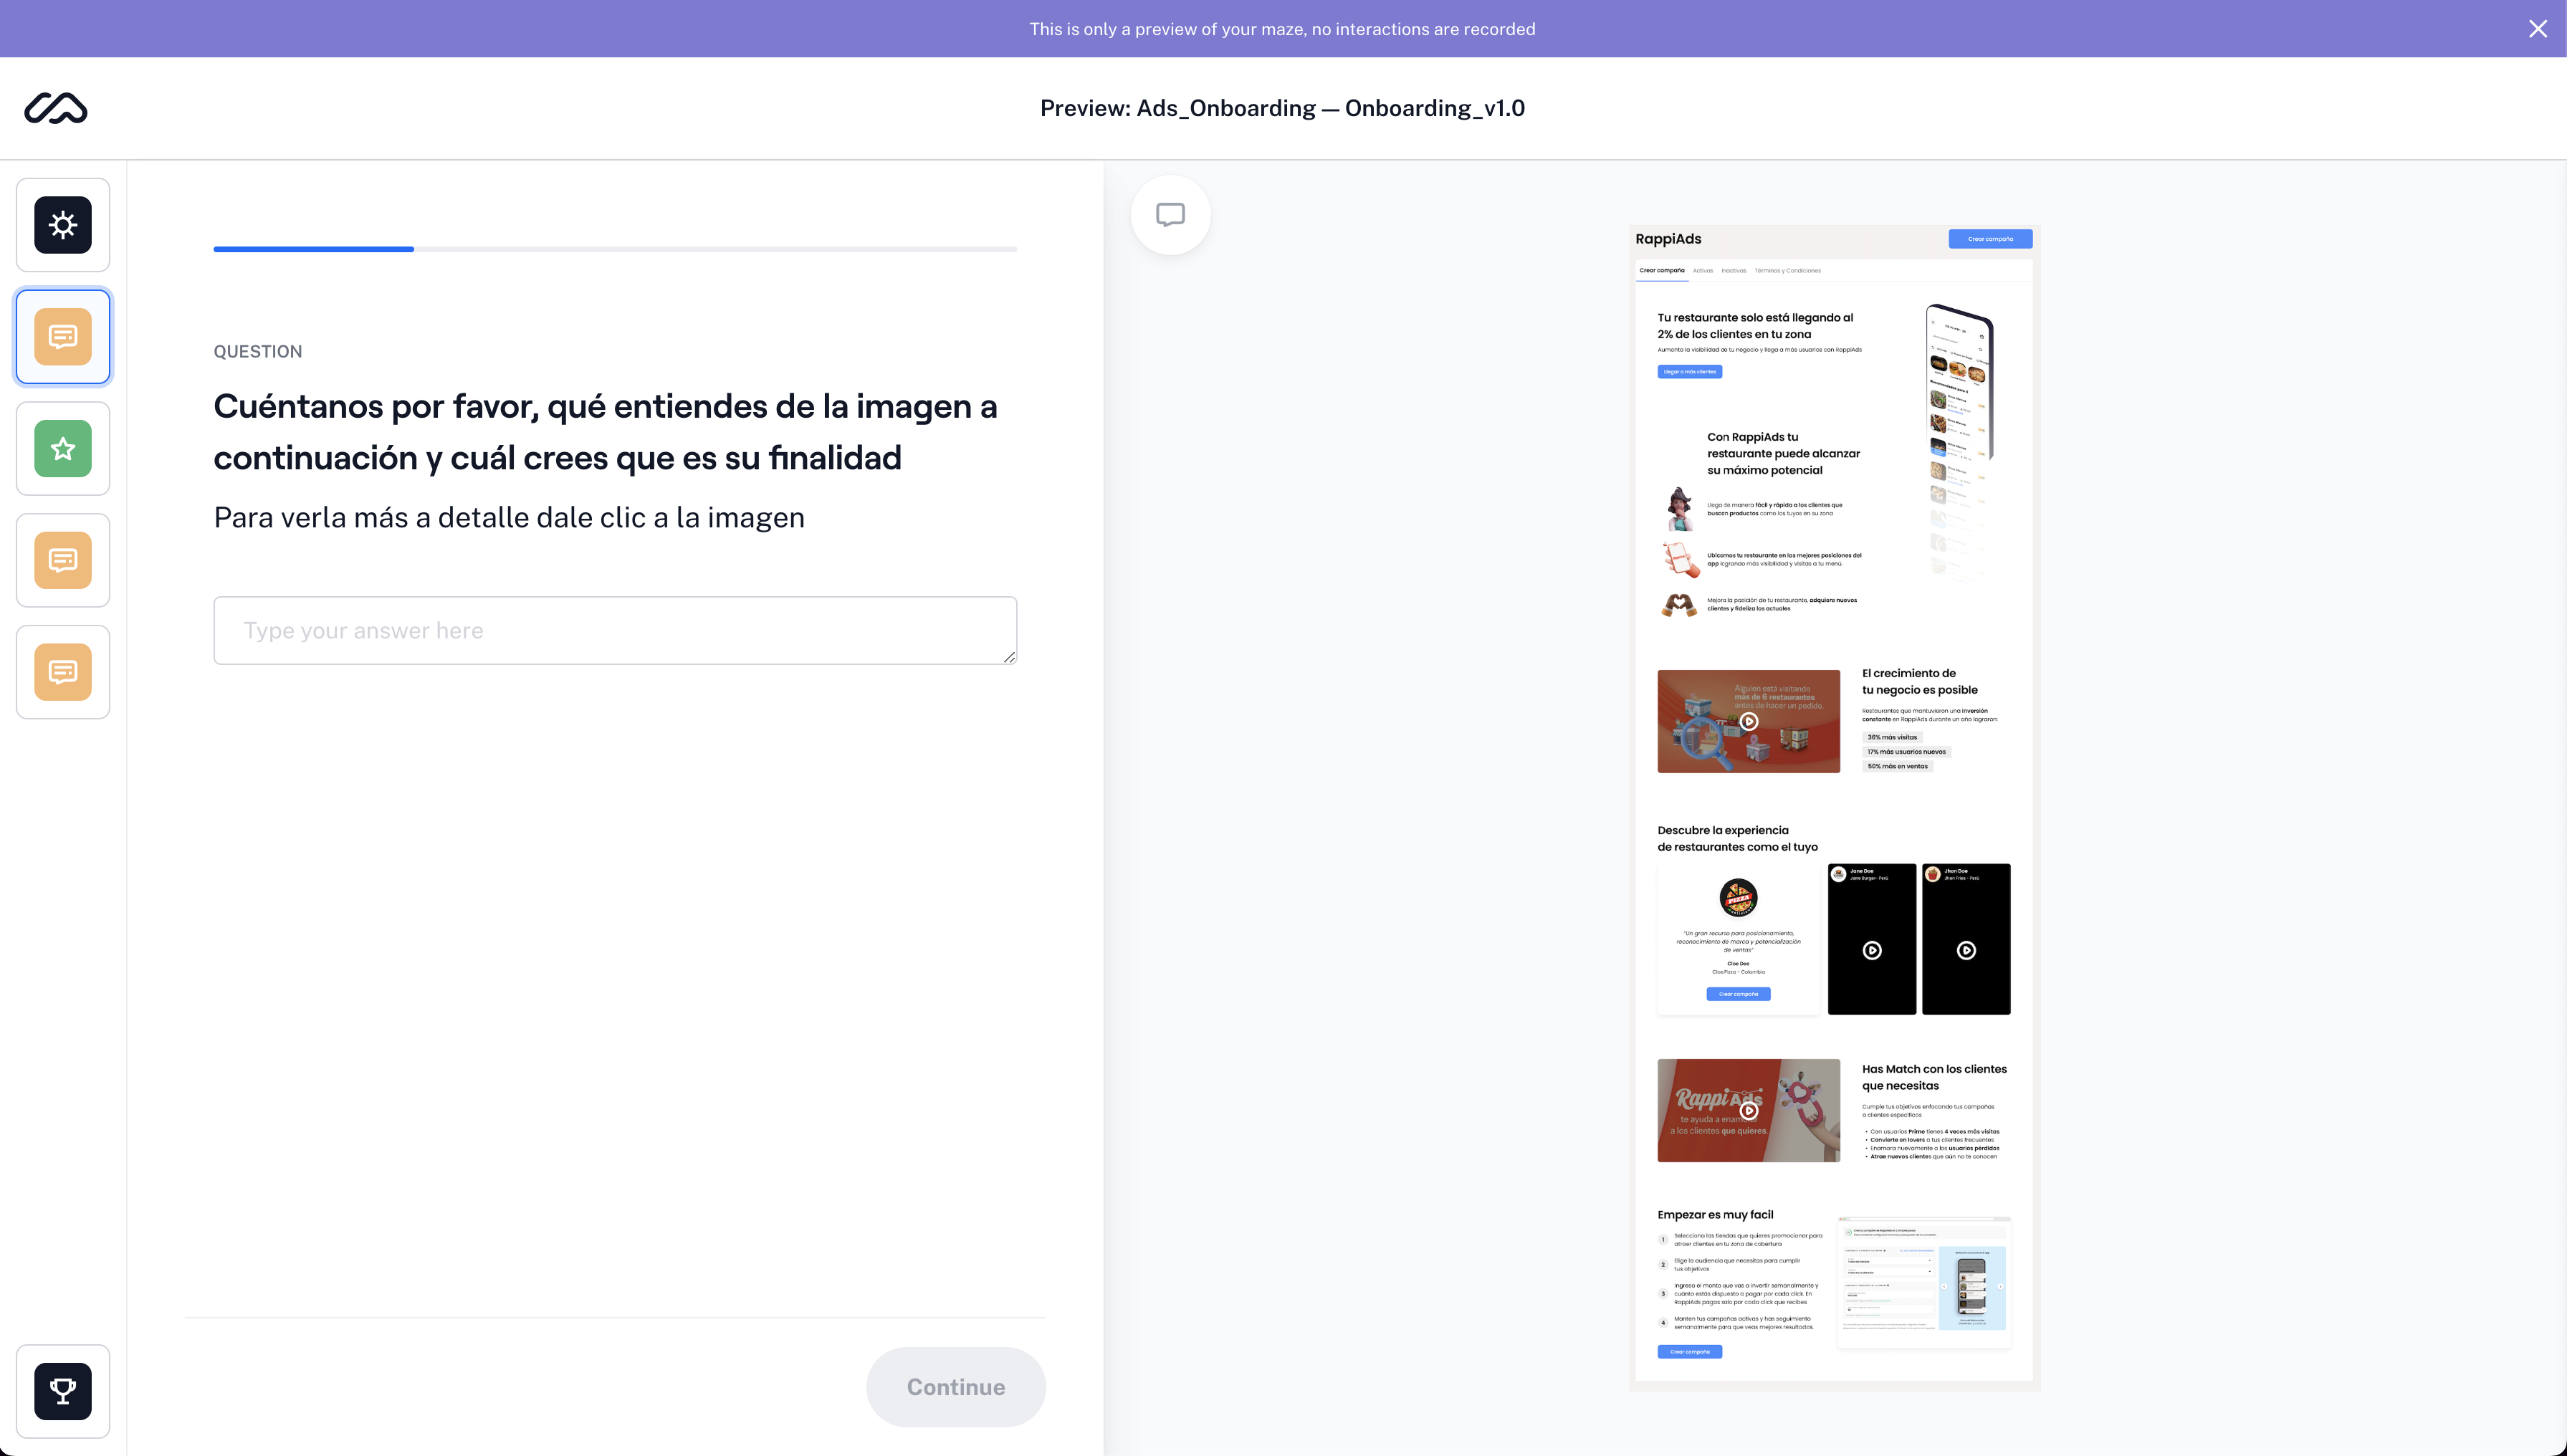 This is only a preview of your maze, no interactions are recorded
Preview: Ads_Onboarding — Onboarding_v1.0
QUESTION
Cuéntanos por favor, qué entiendes de la imagen a
continuación y cuál crees que es su finalidad
Para verla más a detalle dale clic a la imagen
Type your answer here
Continue
RappiAds
Crear campaña
Crear campaña Activas Inactivas Términos y Condiciones
Tu restaurante solo está llegando al
2% de los clientes en tu zona
Aumenta la visibilidad de tu negocio y llega a más usuarios con RappiAds
Llegar a más clientes
Con RappiAds tu
restaurante puede alcanzar
su máximo potencial
Llega de manera fácil y rápida a los clientes que
buscan productos como los tuyos en su zona
Ubicamos tu restaurante en las mejores posiciones del
app logrando más visibilidad y visitas a tu menú.
Mejora la posición de tu restaurante, adquiere nuevos
clientes y fideliza los actuales
Alguien está visitando
más de 6 restaurantes
antes de hacer un pedido.
El crecimiento de
tu negocio es posible
Restaurantes que mantuvieron una inversión
constante en RappiAds durante un año lograron:
36% más visitas
17% más usuarios nuevos
50% más en ventas
Descubre la experiencia
de restaurantes como el tuyo
PIZZA
"Un gran recurso para posicionamiento,
reconocimiento de marca y potencialización
de ventas"
Cloe Doe
CloePizza - Colombia
Crear campaña
Jane Doe
Jane Burger- Perú
Jhon Doe
Jhon Fries - Perú
Rappi Ads
te ayuda a enamorar
a los clientes que quieres.
Has Match con los clientes
que necesitas
Cumple tus objetivos enfocando tus campañas
a clientes específicos
• Con usuarios Prime tienes 4 veces más visitas
• Convierte en lovers a tus clientes frecuentes
• Enamora nuevamente a los usuarios pérdidos
• Atrae nuevos clientes que aún no te conocen
Empezar es muy facil
1 Selecciona las tiendas que quieres promocionar para
atraer clientes en tu zona de cobertura
2 Elige la audiencia que necesitas para cumplir
tus objetivos
3 Ingresa el monto que vas a invertir semanalmente y
cuánto estás dispuesto a pagar por cada click. En
RappiAds pagas solo por cada click que recibes
4 Manten tus campañas activas y has seguimiento
semanalmente para que veas mejores resultados.
Crear campaña